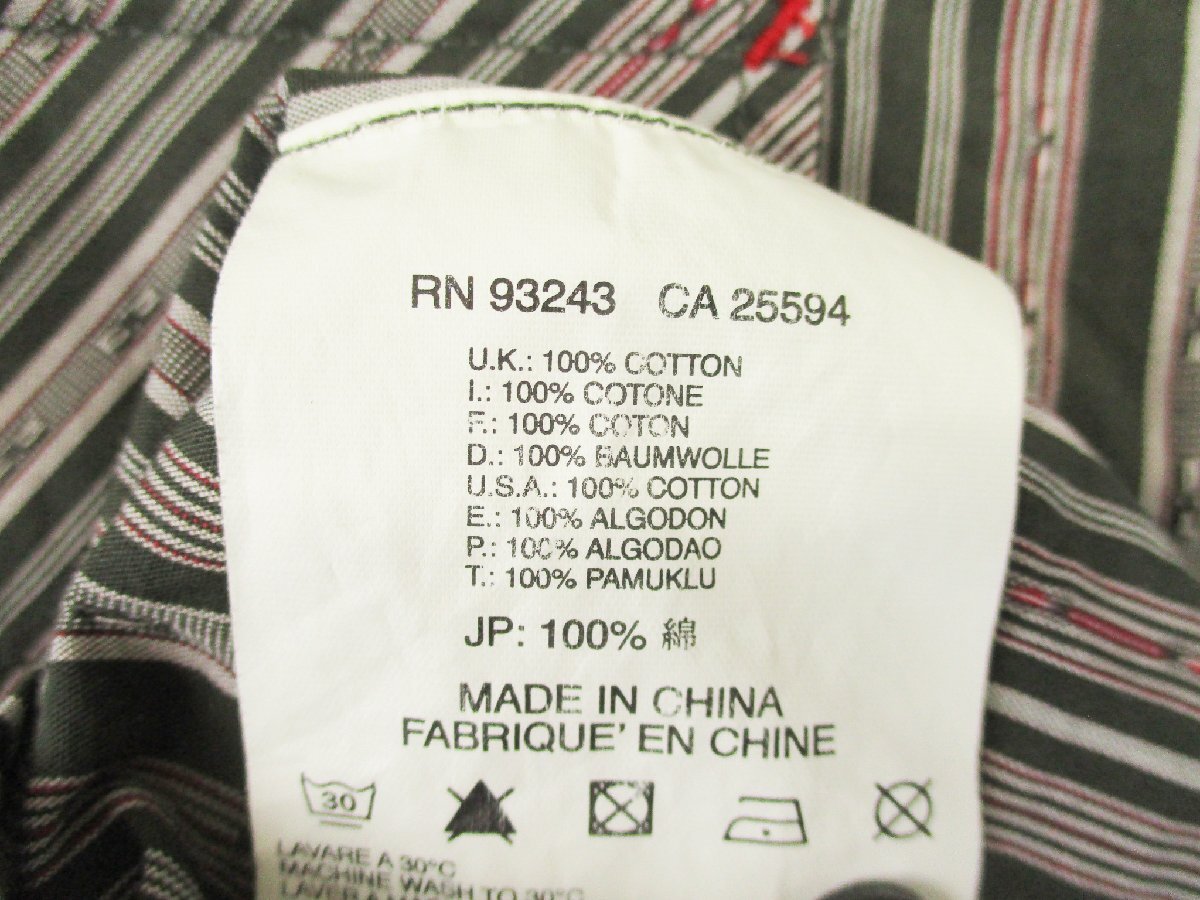 RN 93243 CA 25594
U.K.: 100% COTTON
I.: 100% COTONE
F.: 100% COTON
D.: 100% BAUMWOLLE
U.S.A.: 100% COTTON
E.: 100% ALGODON
P.: 100% ALGODAO
T.: 100% PAMUKLU
JP: 100% 綿
MADE IN CHINA
FABRIQUE' EN CHINE
30
LAVARE A 30°C
MACHINE WASH TO 30°C
LAVER A